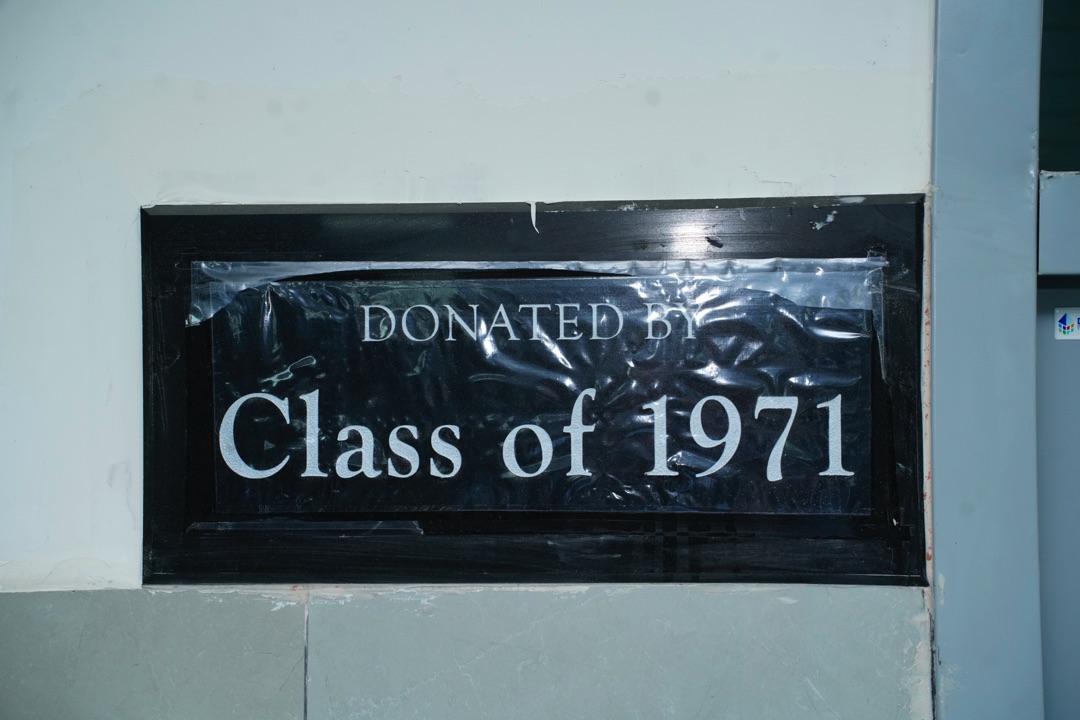 DONATED BY
Class of 1971